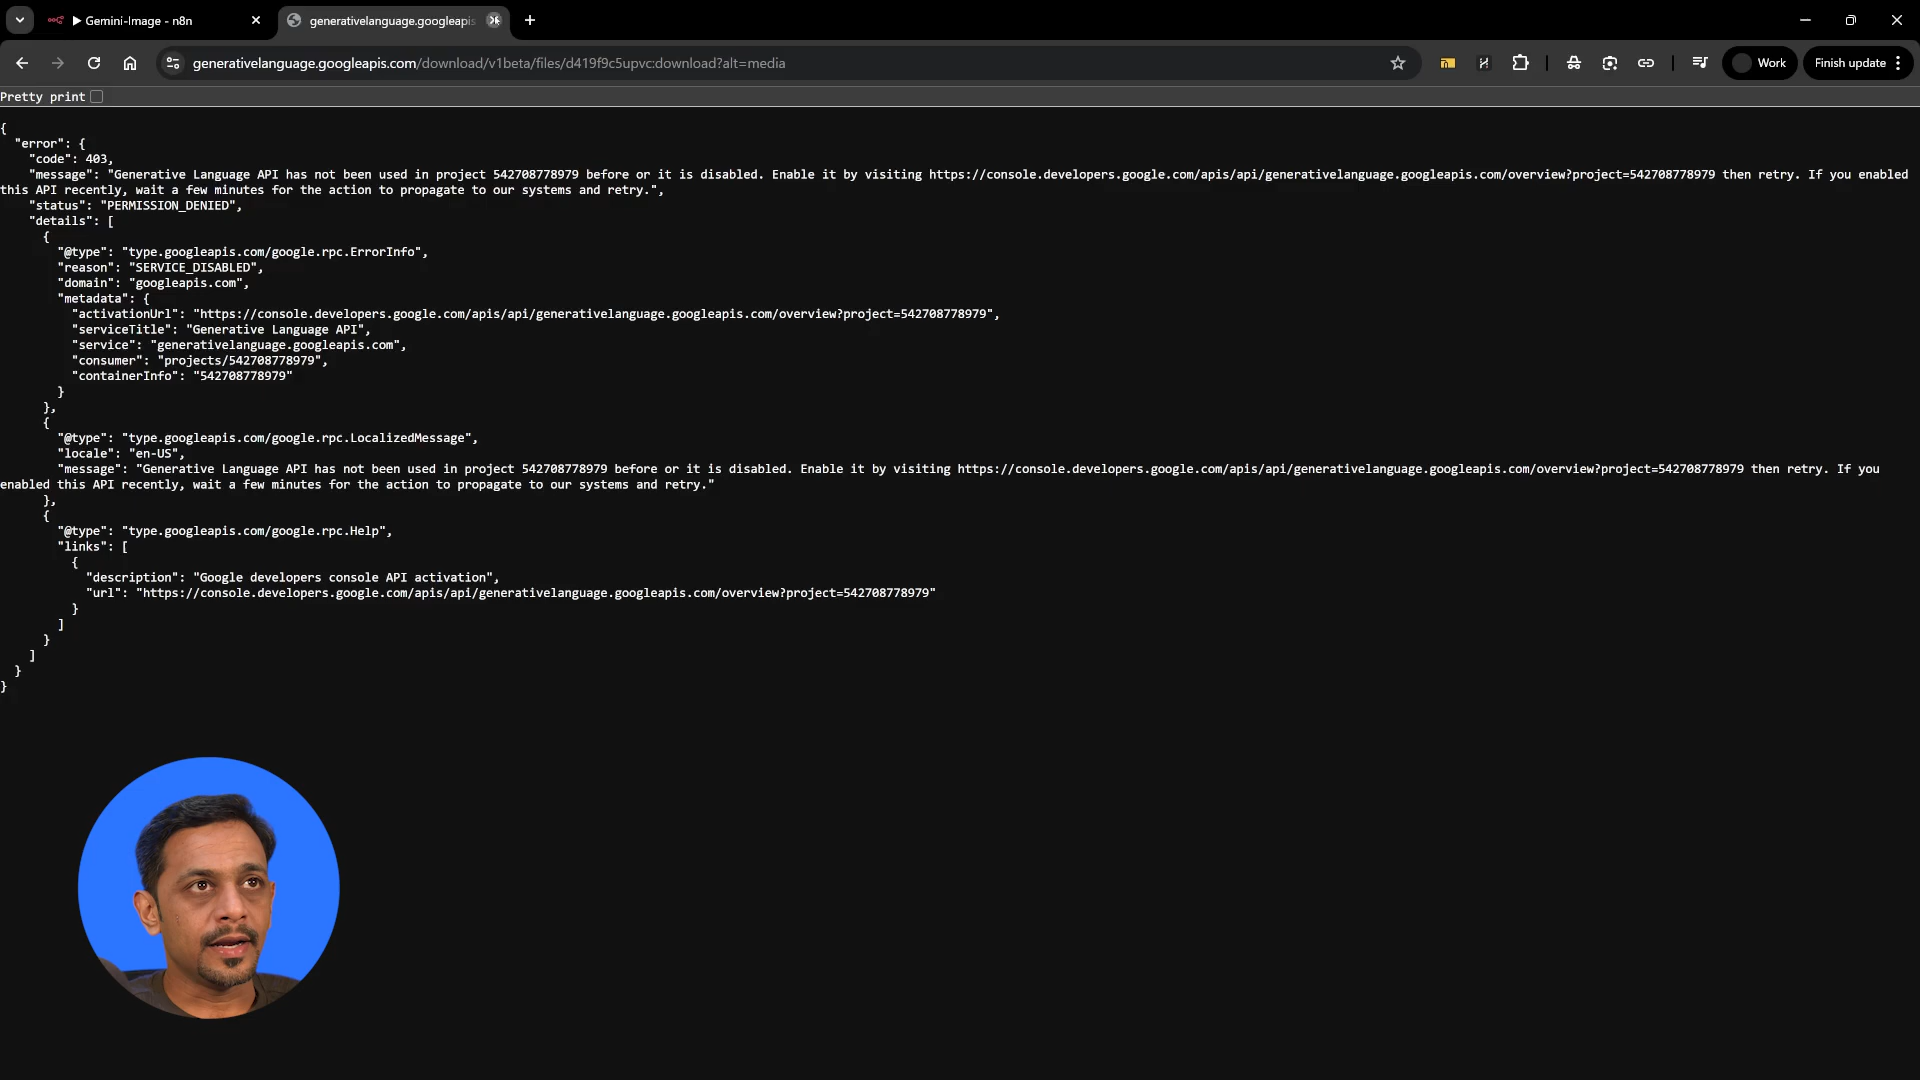 ▶ Gemini-Image - n8n
generativelanguage.googleapis
generativelanguage.googleapis.com/download/v1beta/files/d419f9c5upvc:download?alt=media
Work
Finish update
Pretty print
{
  "error": {
    "code": 403,
    "message": "Generative Language API has not been used in project 542708778979 before or it is disabled. Enable it by visiting https://console.developers.google.com/apis/api/generativelanguage.googleapis.com/overview?project=542708778979 then retry. If you enabled
this API recently, wait a few minutes for the action to propagate to our systems and retry.",
    "status": "PERMISSION_DENIED",
    "details": [
      {
        "@type": "type.googleapis.com/google.rpc.ErrorInfo",
        "reason": "SERVICE_DISABLED",
        "domain": "googleapis.com",
        "metadata": {
          "activationUrl": "https://console.developers.google.com/apis/api/generativelanguage.googleapis.com/overview?project=542708778979",
          "serviceTitle": "Generative Language API",
          "service": "generativelanguage.googleapis.com",
          "consumer": "projects/542708778979",
          "containerInfo": "542708778979"
        }
      },
      {
        "@type": "type.googleapis.com/google.rpc.LocalizedMessage",
        "locale": "en-US",
        "message": "Generative Language API has not been used in project 542708778979 before or it is disabled. Enable it by visiting https://console.developers.google.com/apis/api/generativelanguage.googleapis.com/overview?project=542708778979 then retry. If you
enabled this API recently, wait a few minutes for the action to propagate to our systems and retry."
      },
      {
        "@type": "type.googleapis.com/google.rpc.Help",
        "links": [
          {
            "description": "Google developers console API activation",
            "url": "https://console.developers.google.com/apis/api/generativelanguage.googleapis.com/overview?project=542708778979"
          }
        ]
      }
    ]
  }
}